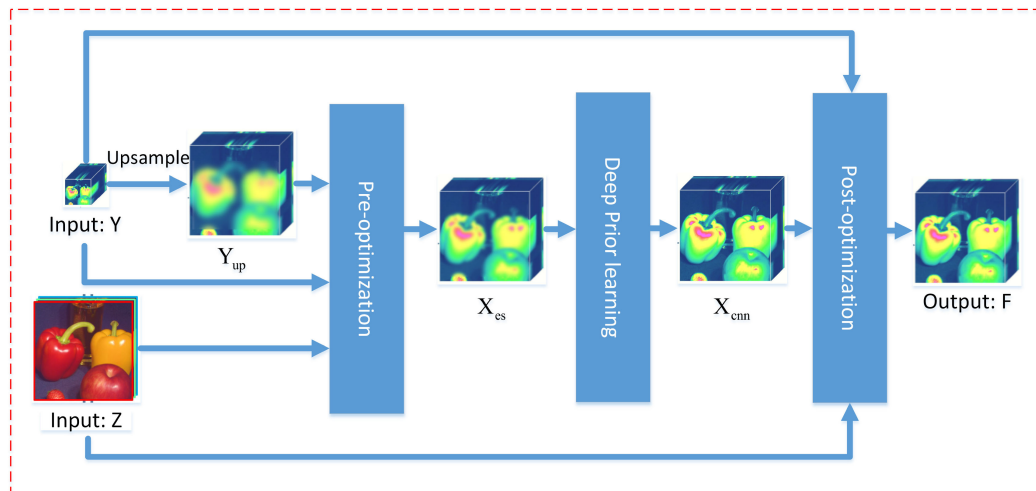 Upsample
Input: Y
Y_up
Input: Z
Pre-optimization
X_es
Deep Prior learning
X_cnn
Post-optimization
Output: F